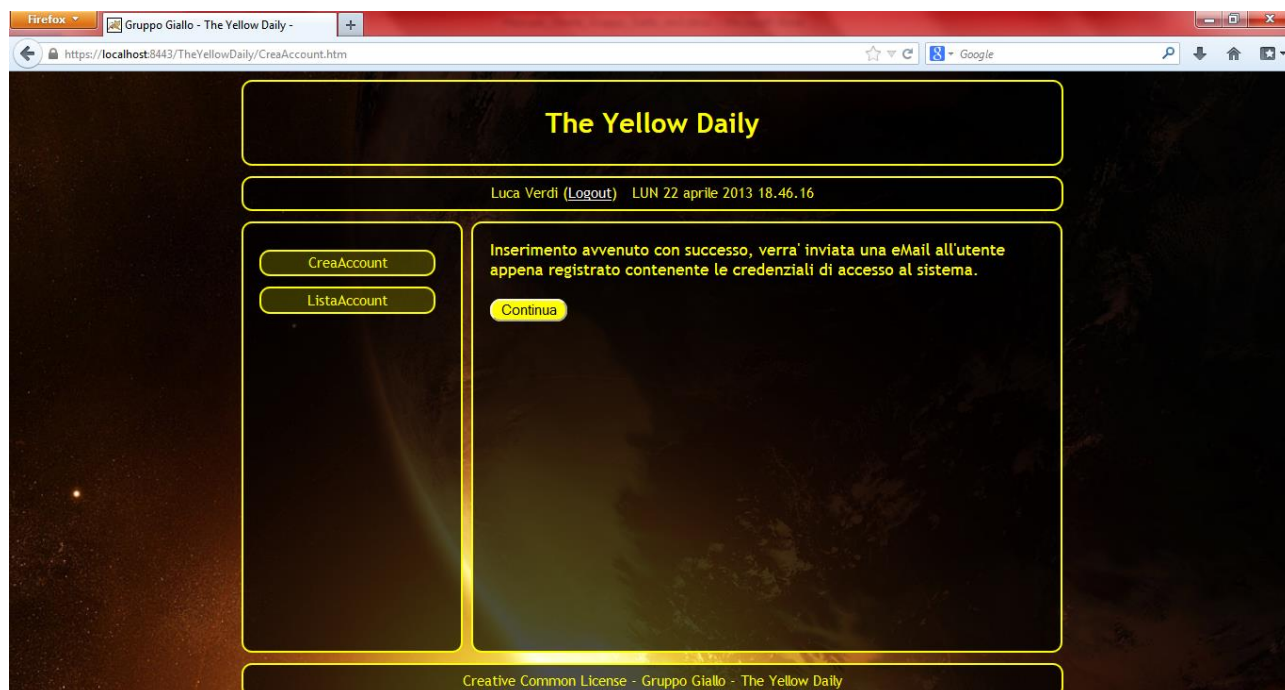 Firefox
Gruppo Giallo - The Yellow Daily -
https://localhost:8443/TheYellowDaily/CreaAccount.htm
Google
The Yellow Daily
Luca Verdi (Logout) LUN 22 aprile 2013 18.46.16
CreaAccount
ListaAccount
Inserimento avvenuto con successo, verra' inviata una eMail all'utente
appena registrato contenente le credenziali di accesso al sistema.
Continua
Creative Common License - Gruppo Giallo - The Yellow Daily